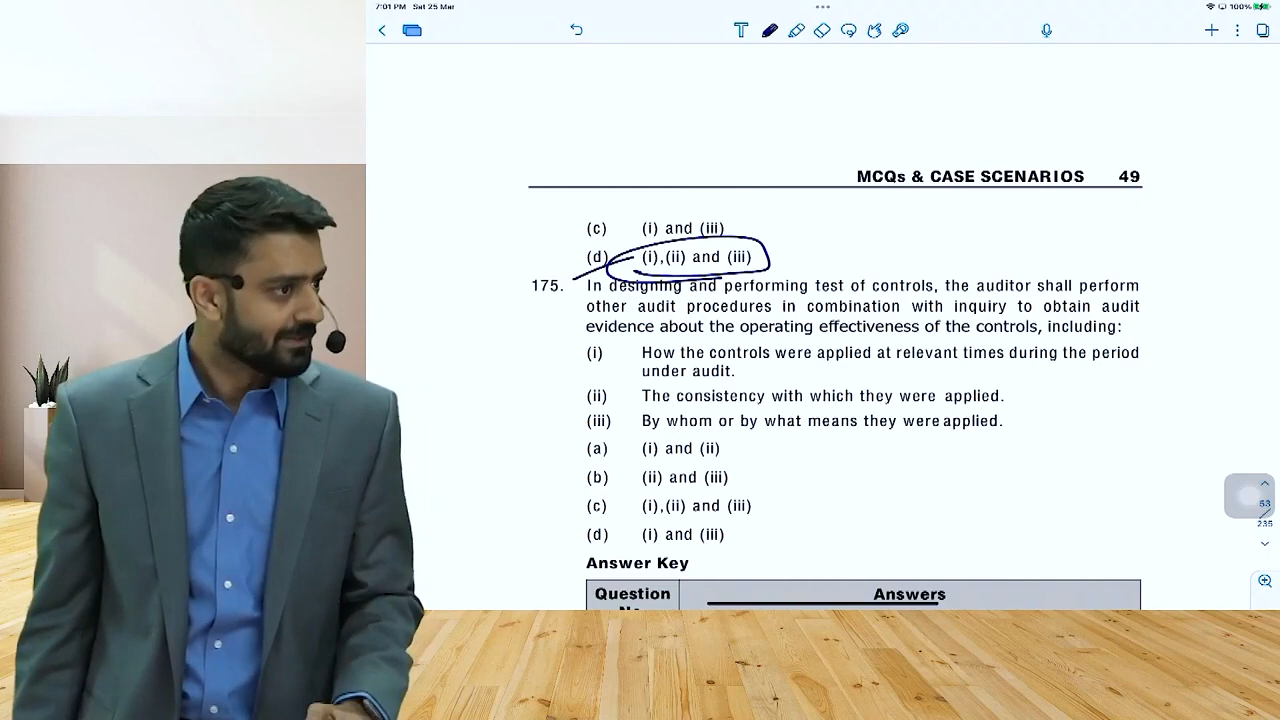 7:01 PM Sat 25 Mar
100%
T
MCQs & CASE SCENARIOS 49
(c) (i) and (iii)
(d) (i),(ii) and (iii)
175. In designing and performing test of controls, the auditor shall perform
other audit procedures in combination with inquiry to obtain audit
evidence about the operating effectiveness of the controls, including:
(i) How the controls were applied at relevant times during the period
under audit.
(ii) The consistency with which they were applied.
(iii) By whom or by what means they were applied.
(a) (i) and (ii)
(b) (ii) and (iii)
(c) (i),(ii) and (iii)
(d) (i) and (iii)
53
235
Answer Key
Question Answers